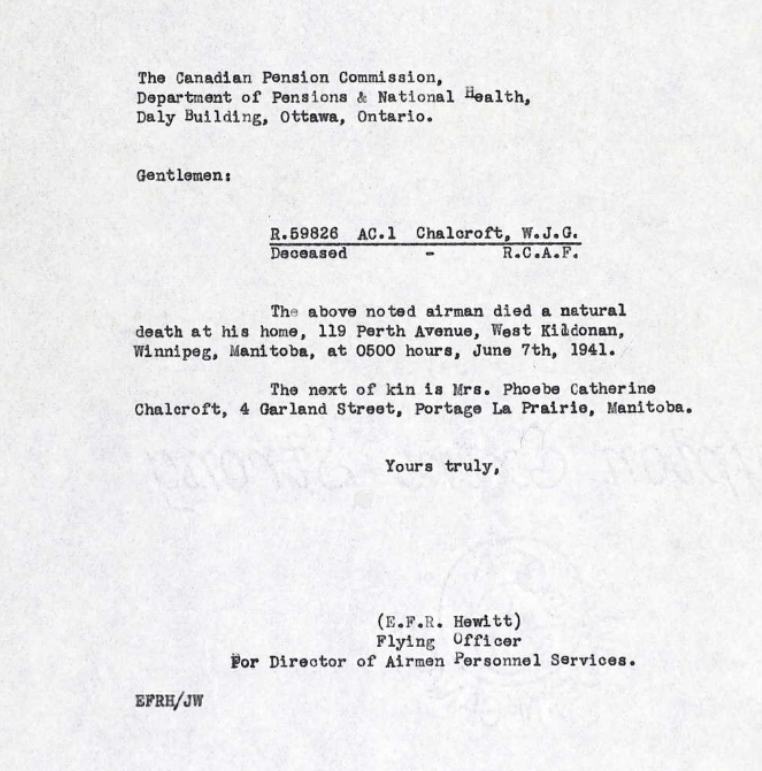 The Canadian Pension Commission,
Department of Pensions & National Health,
Daly Building, Ottawa, Ontario.
Gentlemen:
R.59826 AC.1 Chalcroft, W.J.G.
Deceased - R.C.A.F.
The above noted airman died a natural
death at his home, 119 Perth Avenue, West Kildonan,
Winnipeg, Manitoba, at 0500 hours, June 7th, 1941.
The next of kin is Mrs. Phoebe Catherine
Chalcroft, 4 Garland Street, Portage La Prairie, Manitoba.
Yours truly,
(E.F.R. Hewitt)
Flying Officer
For Director of Airmen Personnel Services.
EFRH/JW